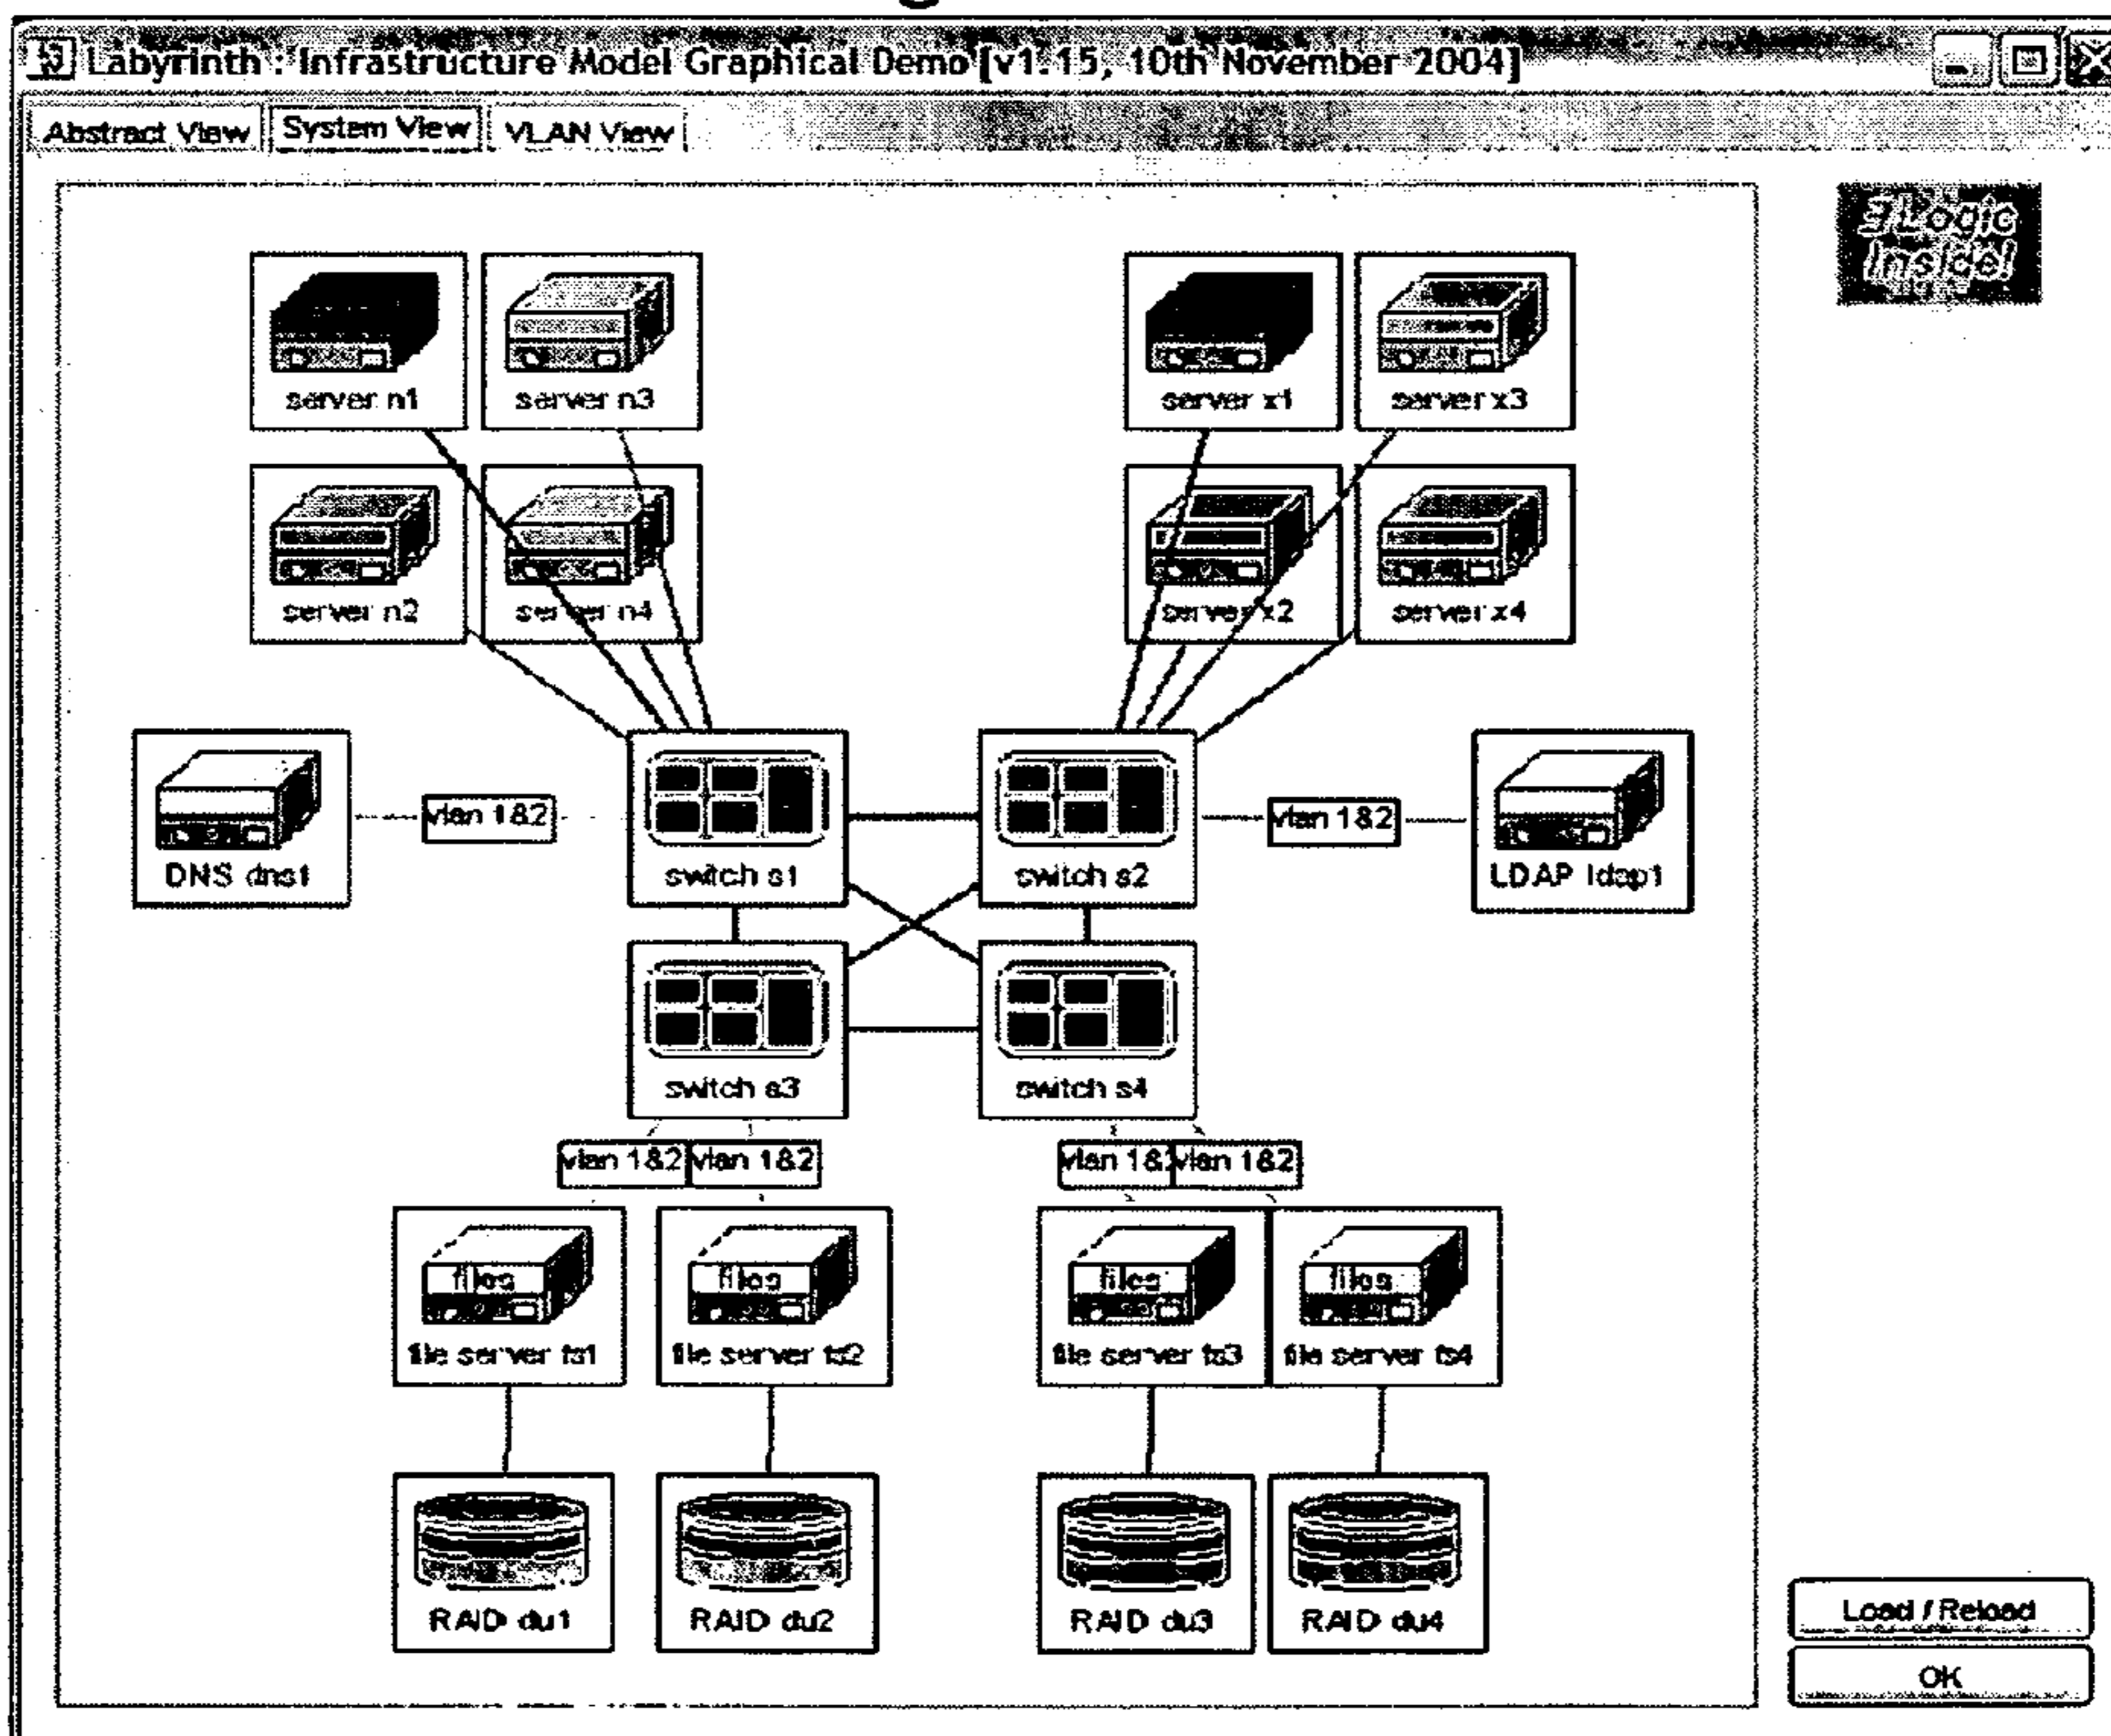 Labyrinth : Infrastructure Model Graphical Demo [v1.15, 10th November 2004]
Abstract View System View VLAN View
Logic
Inside!
server n1 server n3 server x1 server x3
server n2 server n4 server x2 server x4
vlan 1&2 vlan 1&2
DNS dns1 switch s1 switch s2 LDAP ldap1
switch s3 switch s4
vlan 1&2 vlan 1&2 vlan 1& vlan 1&2
files files files files
file server fs1 file server fs2 file server fs3 file server fs4
RAID du1 RAID du2 RAID du3 RAID du4
Load / Reload
OK